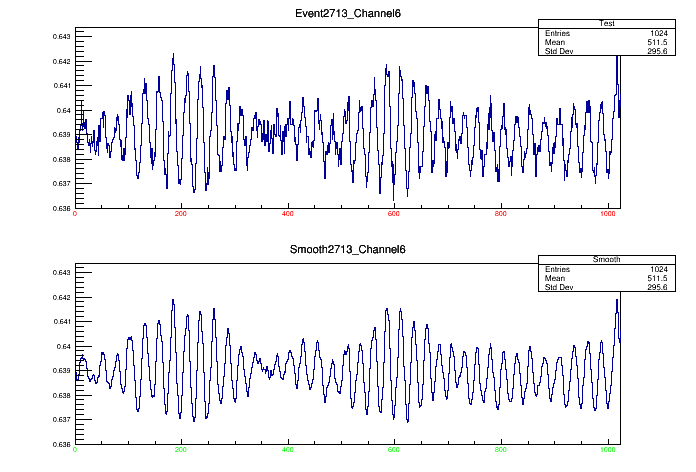 Event2713_Channel6
Test
Entries 1024
Mean 511.5
Std Dev 295.6
0.643
0.642
0.641
0.64
0.639
0.638
0.637
0.636
0 200 400 600 800 1000
Smooth2713_Channel6
Smooth
Entries 1024
Mean 511.5
Std Dev 295.6
0.643
0.642
0.641
0.64
0.639
0.638
0.637
0.636
0 200 400 600 800 1000